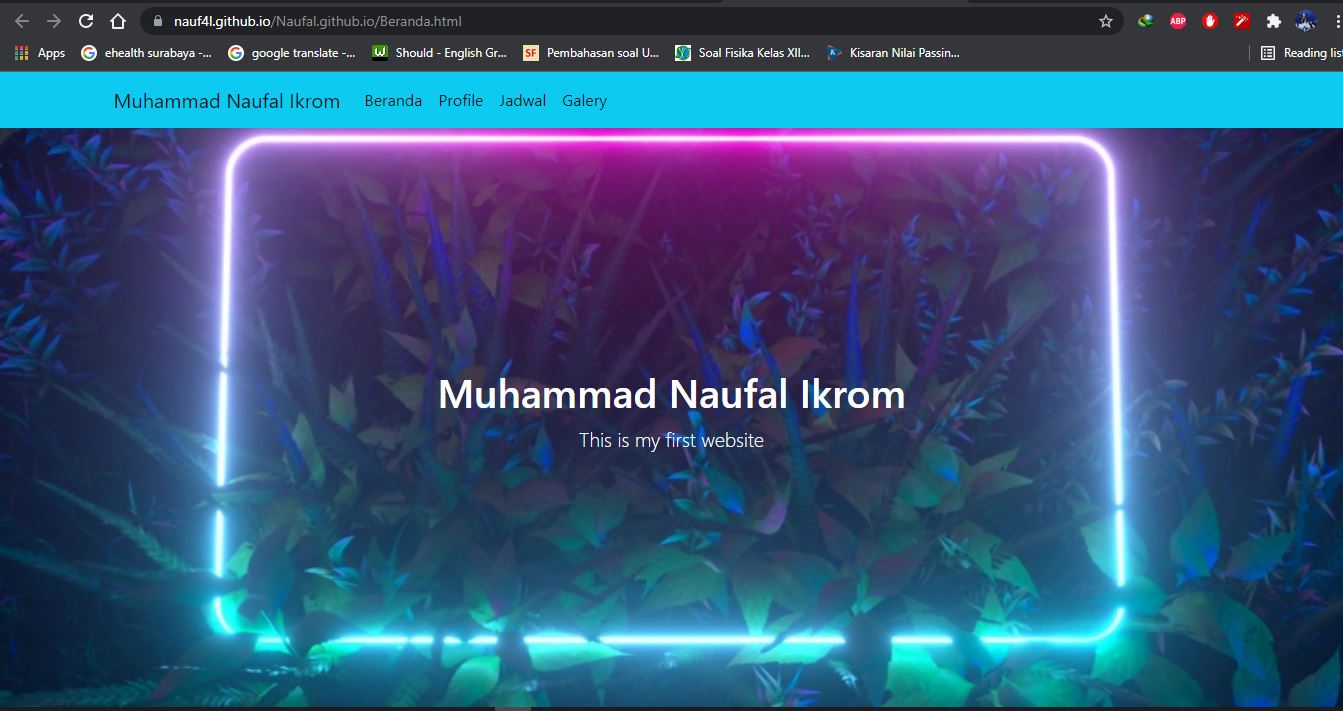 nauf4l.github.io/Naufal.github.io/Beranda.html
ABP
Apps ehealth surabaya -... google translate -... Should - English Gr... SF Pembahasan soal U... Soal Fisika Kelas XII... Kisaran Nilai Passin... Reading lis
Muhammad Naufal Ikrom Beranda Profile Jadwal Galery
Muhammad Naufal Ikrom
This is my first website